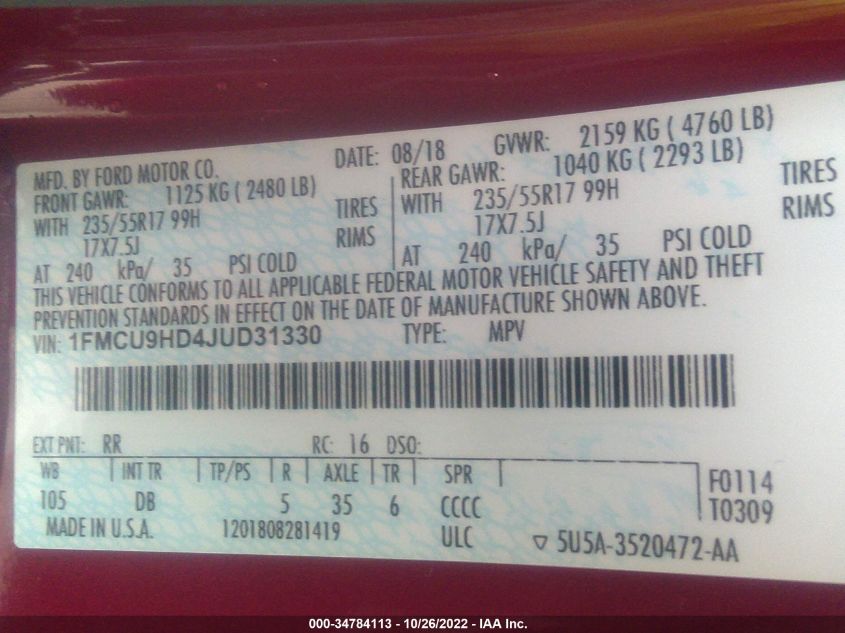 MFD. BY FORD MOTOR CO. DATE: 08/18 GVWR: 2159 KG ( 4760 LB)
FRONT GAWR: 1125 KG ( 2480 LB) REAR GAWR: 1040 KG ( 2293 LB)
WITH 235/55R17 99H TIRES WITH 235/55R17 99H TIRES
17X7.5J RIMS 17X7.5J RIMS
AT 240 kPa/ 35 PSI COLD AT 240 kPa/ 35 PSI COLD
THIS VEHICLE CONFORMS TO ALL APPLICABLE FEDERAL MOTOR VEHICLE SAFETY AND THEFT
PREVENTION STANDARDS IN EFFECT ON THE DATE OF MANUFACTURE SHOWN ABOVE.
VIN: 1FMCU9HD4JUD31330 TYPE: MPV
EXT PNT: RR RC: 16 DSO:
WB INT TR TP/PS R AXLE TR SPR F0114
105 DB 5 35 6 CCCC T0309
MADE IN U.S.A. 1201808281419 ULC 5U5A-3520472-AA
000-34784113 - 10/26/2022 - IAA Inc.